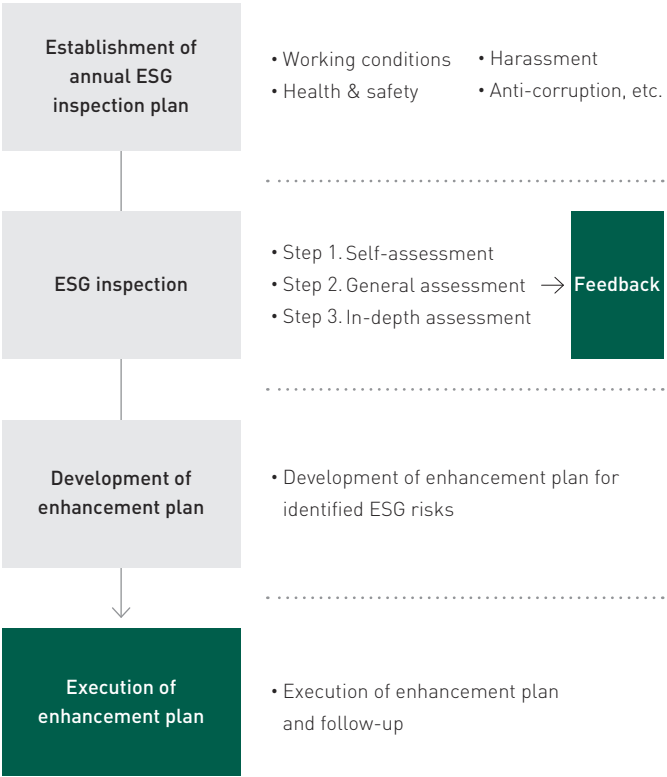 Establishment of
annual ESG
inspection plan
• Working conditions
• Health & safety
• Harassment
• Anti-corruption, etc.
ESG inspection
• Step 1. Self-assessment
• Step 2. General assessment
• Step 3. In-depth assessment
Feedback
Development of
enhancement plan
• Development of enhancement plan for
identified ESG risks
Execution of
enhancement plan
• Execution of enhancement plan
and follow-up